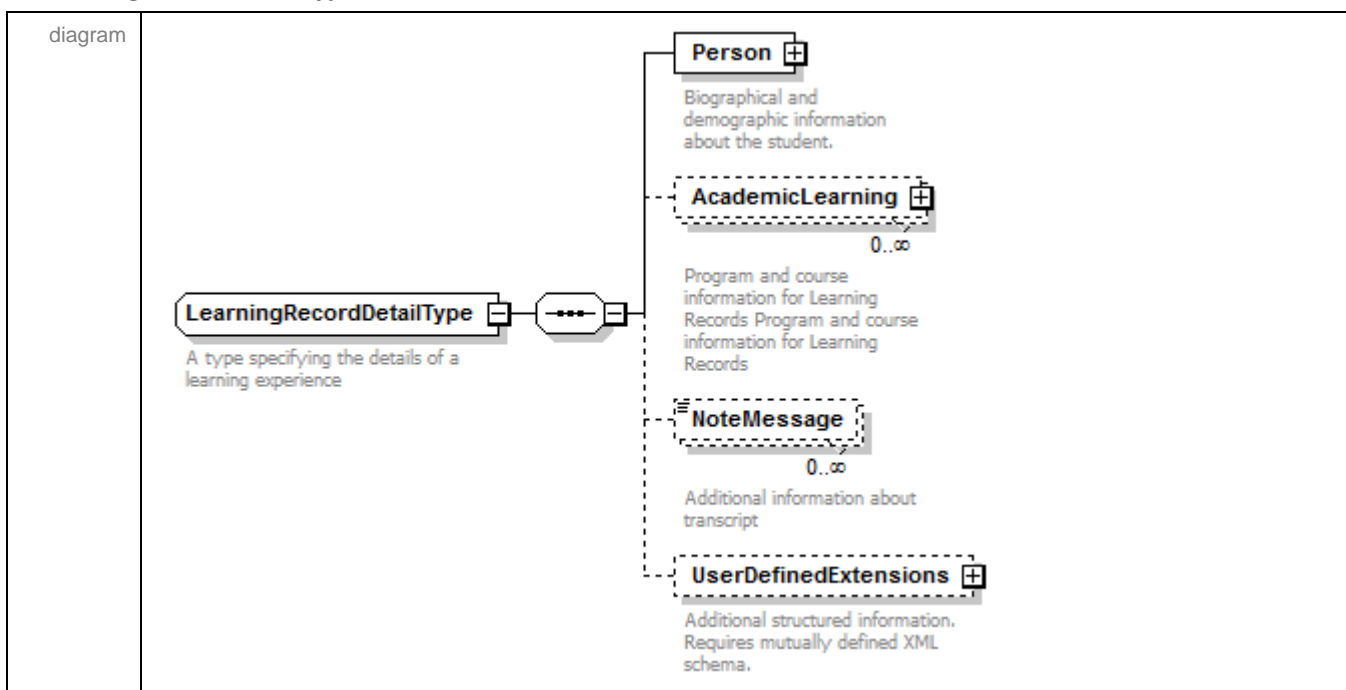 diagram
Person
Biographical and
demographic information
about the student.
AcademicLearning
0..∞
Program and course
information for Learning
Records Program and course
information for Learning
Records
LearningRecordDetailType
A type specifying the details of a
learning experience
NoteMessage
0..∞
Additional information about
transcript
UserDefinedExtensions
Additional structured information.
Requires mutually defined XML
schema.